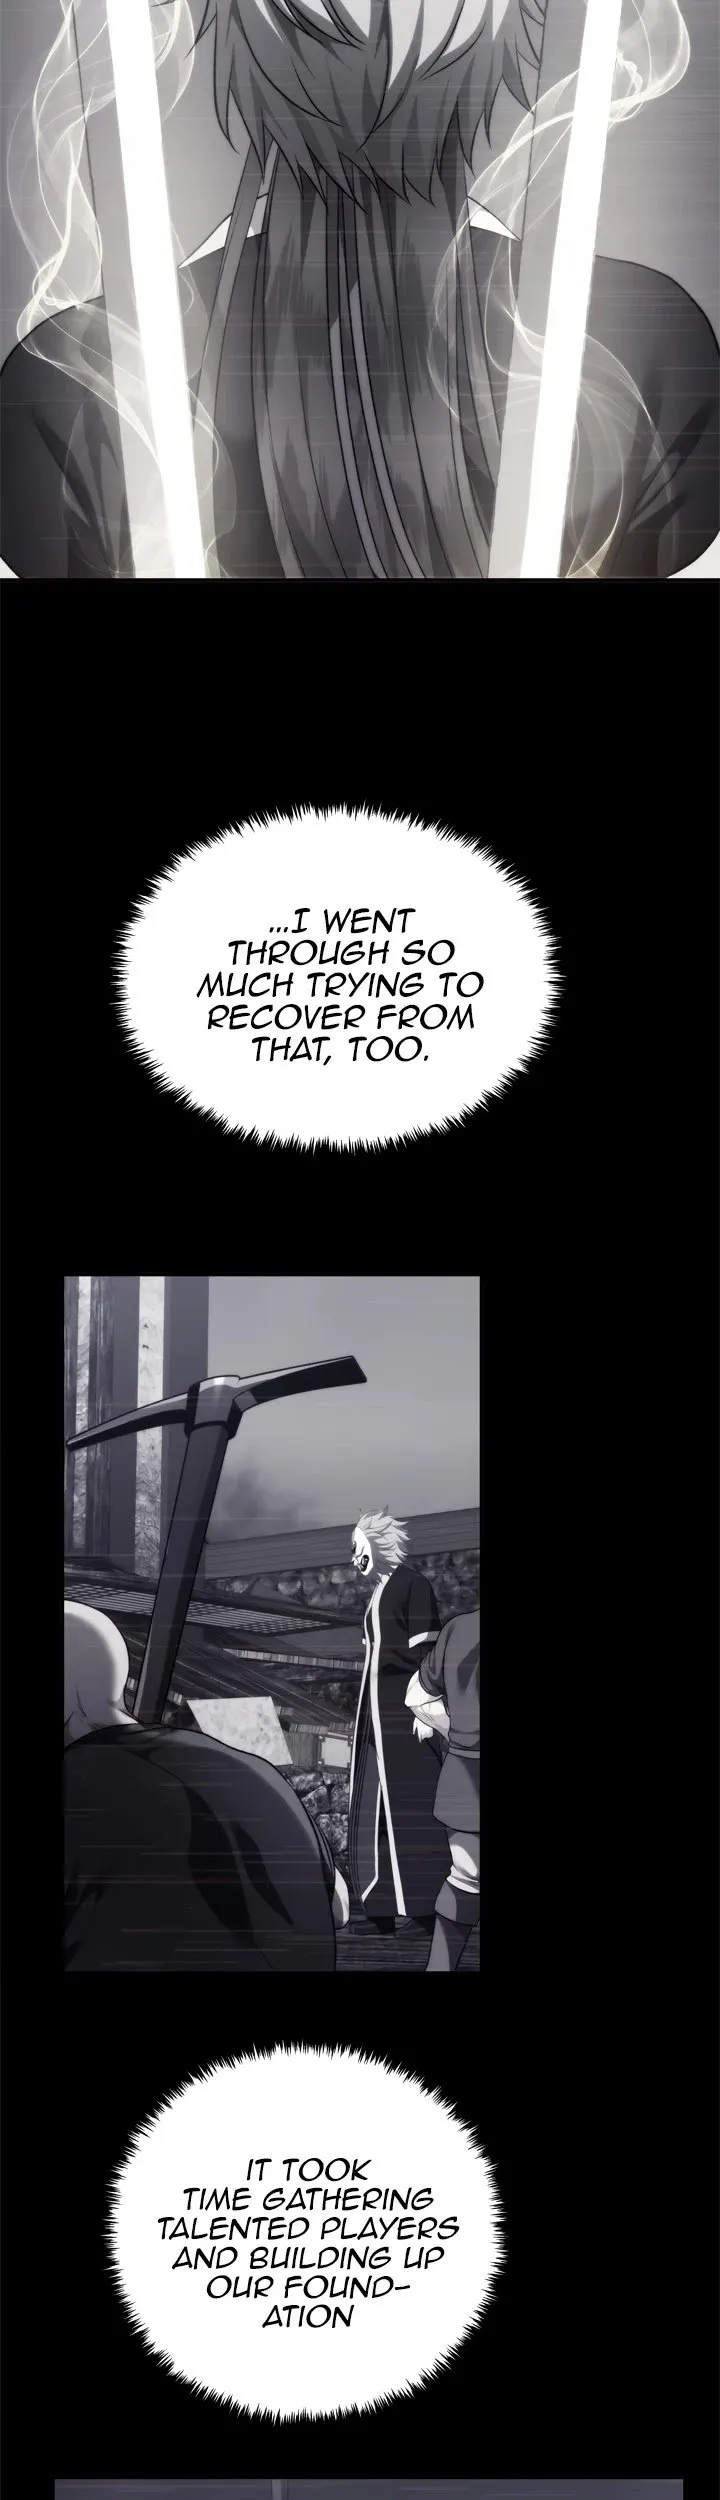 ...I WENT
THROUGH SO
MUCH TRYING TO
RECOVER FROM
THAT, TOO.
IT TOOK
TIME GATHERING
TALENTED PLAYERS
AND BUILDING UP
OUR FOUND-
ATION